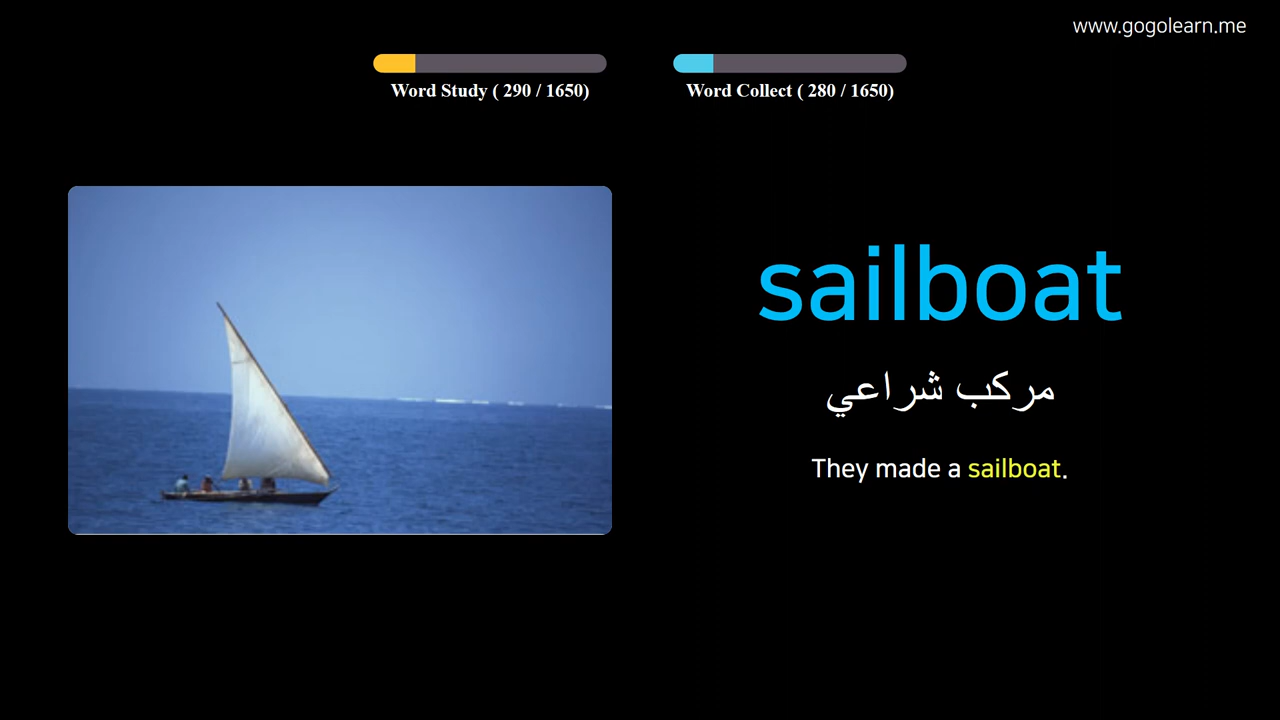 www.gogolearn.me
Word Study ( 290 / 1650)
Word Collect ( 280 / 1650)
sailboat
مركب شراعي
They made a sailboat.